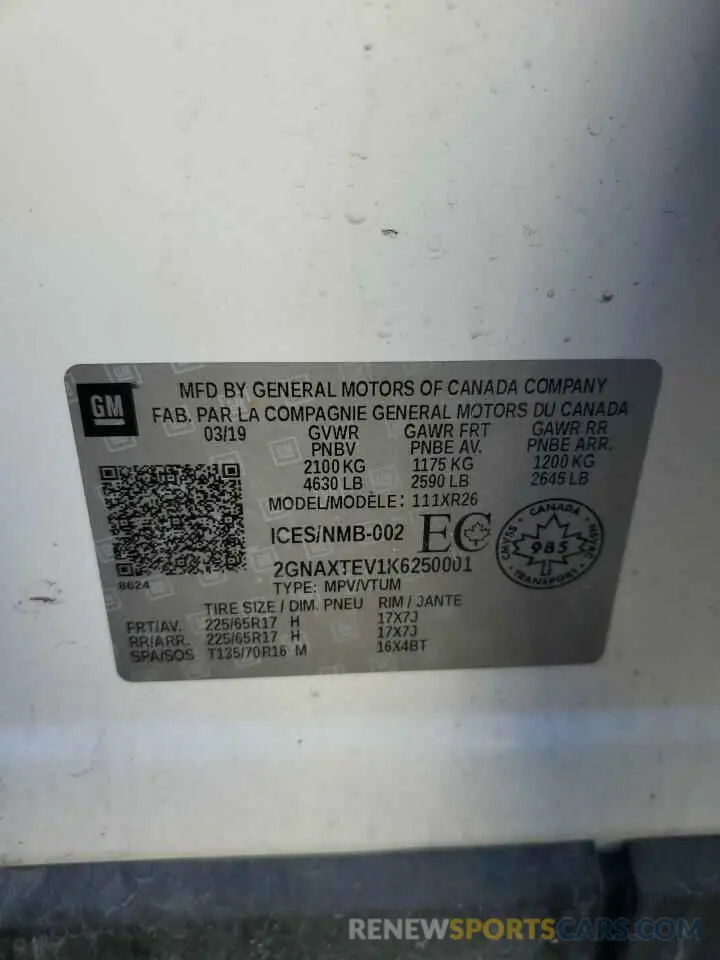 GM
MFD BY GENERAL MOTORS OF CANADA COMPANY
FAB. PAR LA COMPAGNIE GENERAL MOTORS DU CANADA
03/19 GVWR GAWR FRT GAWR RR
PNBV PNBE AV. PNBE ARR.
2100 KG 1175 KG 1200 KG
4630 LB 2590 LB 2645 LB
MODEL/MODÈLE: 111XR26
ICES/NMB-002 EC
CANADA
CMVSS 985 NSVAC
TRANSPORT
8624
2GNAXTEV1K6250001
TYPE: MPV/VTUM
TIRE SIZE / DIM. PNEU RIM / JANTE
FRT/AV. 225/65R17 H 17X7J
RR/ARR. 225/65R17 H 17X7J
SPA/SOS T135/70R16 M 16X4BT
RENEWSPORTSCARS.COM